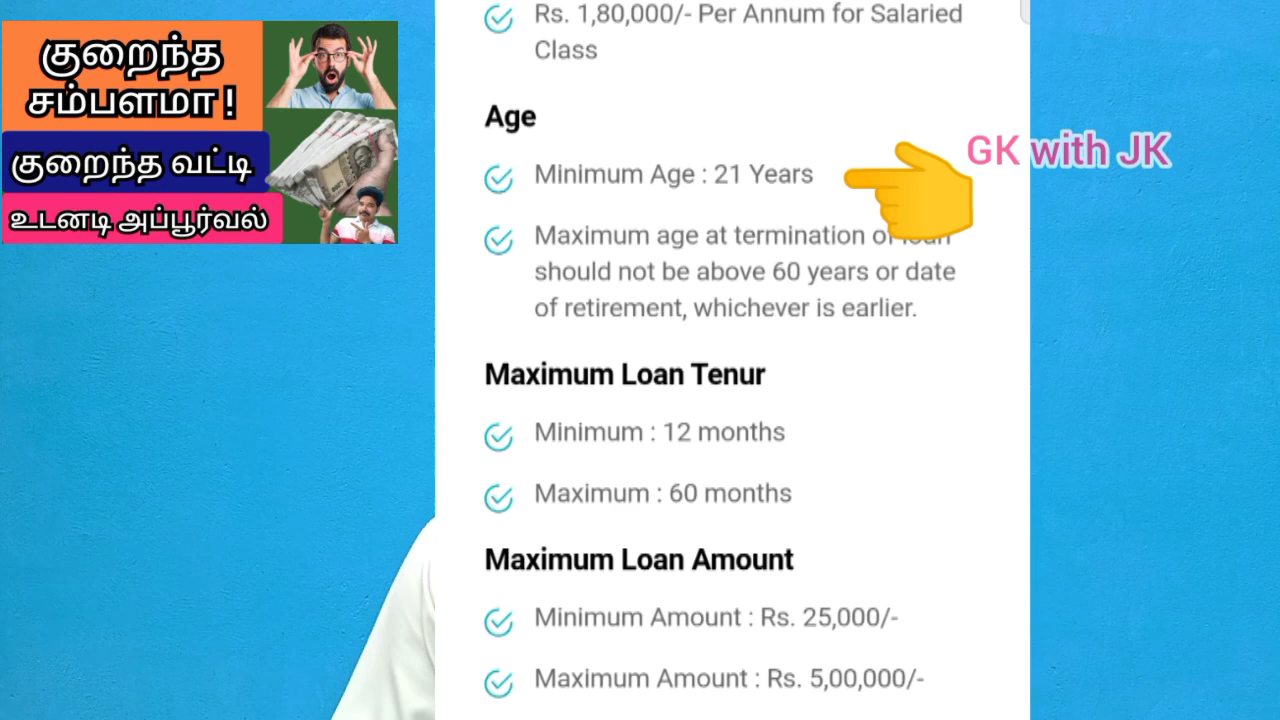 குறைந்த
சம்பளமா !
குறைந்த வட்டி
உடனடி அப்பூர்வல்
Rs. 1,80,000/- Per Annum for Salaried
Class
Age
Minimum Age : 21 Years
GK with JK
Maximum age at termination of loan
should not be above 60 years or date
of retirement, whichever is earlier.
Maximum Loan Tenur
Minimum : 12 months
Maximum : 60 months
Maximum Loan Amount
Minimum Amount : Rs. 25,000/-
Maximum Amount : Rs. 5,00,000/-